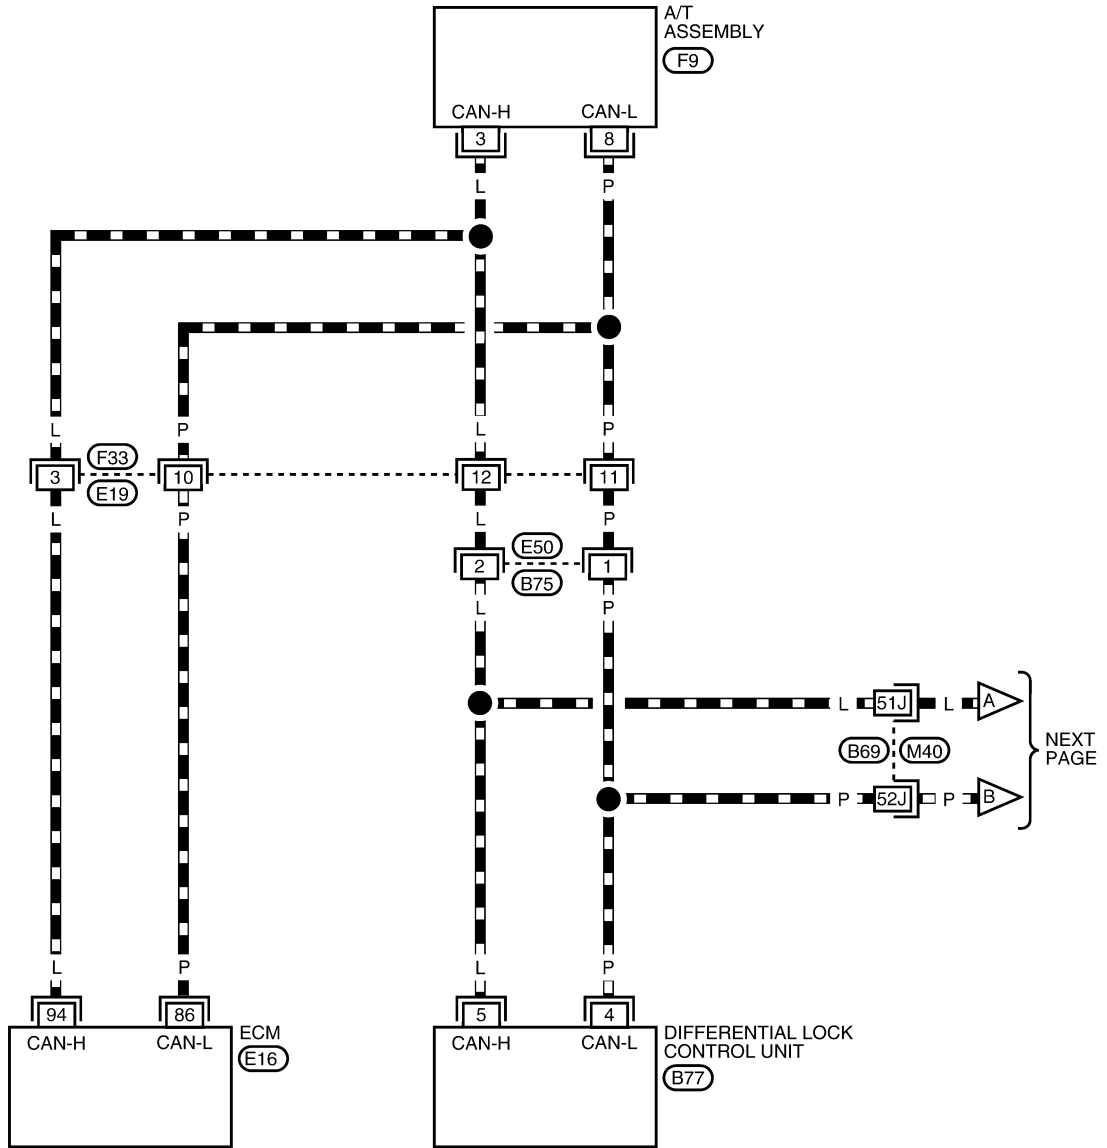 A/T
ASSEMBLY
F9
CAN-H
CAN-L
3
8
L
P
L
P
L
P
F33
3
10
12
11
E19
L
P
L
P
E50
2
1
B75
L
P
L
51J
L
A
B69
M40
NEXT
PAGE
P
52J
P
B
L
P
L
P
94
86
5
4
CAN-H
CAN-L
ECM
E16
CAN-H
CAN-L
DIFFERENTIAL LOCK
CONTROL UNIT
B77